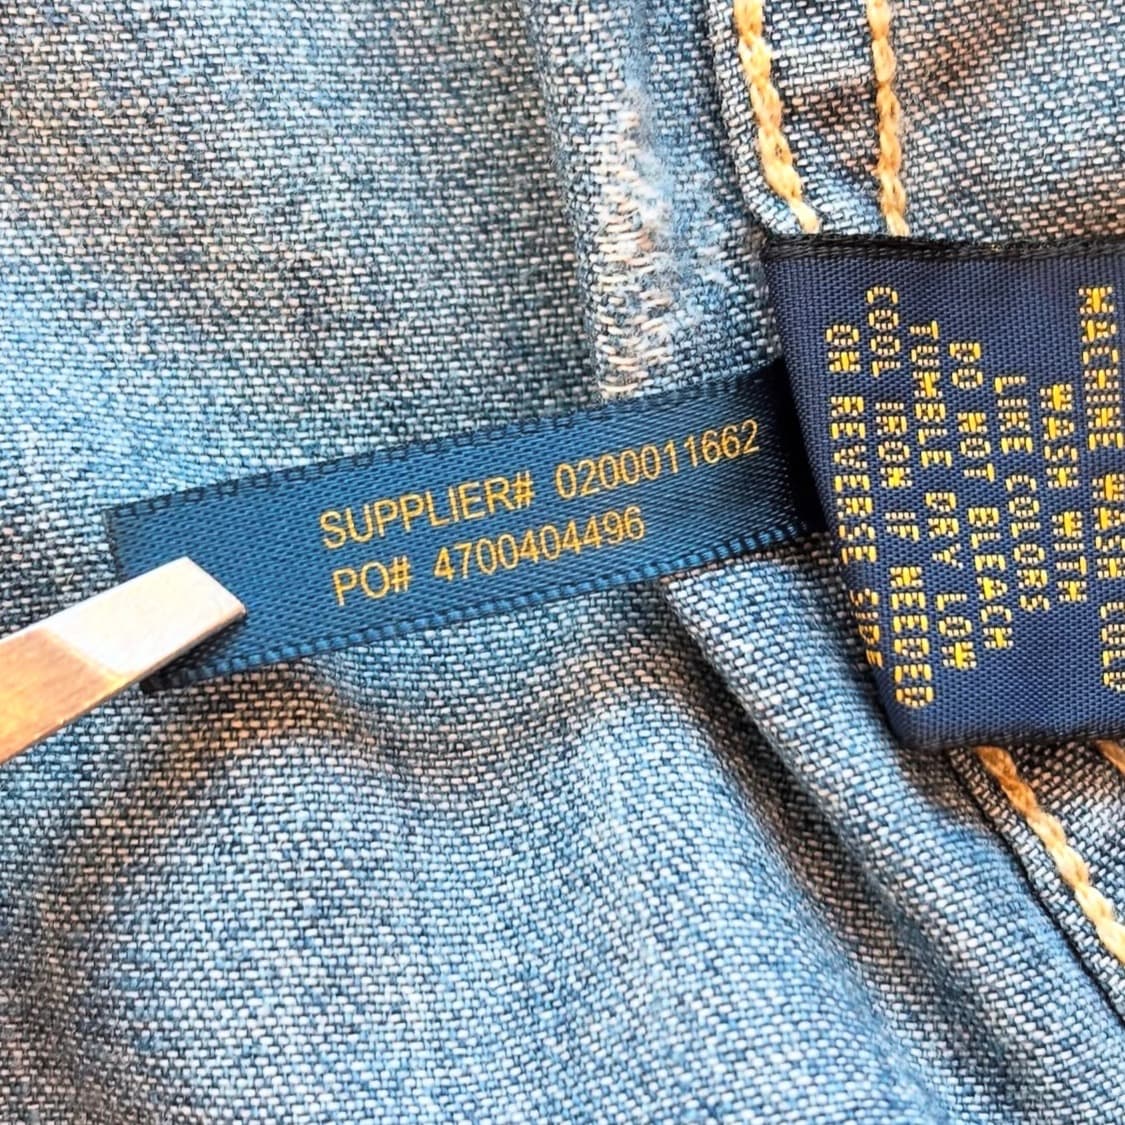 SUPPLIER# 0200011662
PO# 4700404496
MACHINE WASH COLD
WASH WITH
LIKE COLORS
DO NOT BLEACH
TUMBLE DRY LOW
COOL IRON IF NEEDED
ON REVERSE SIDE